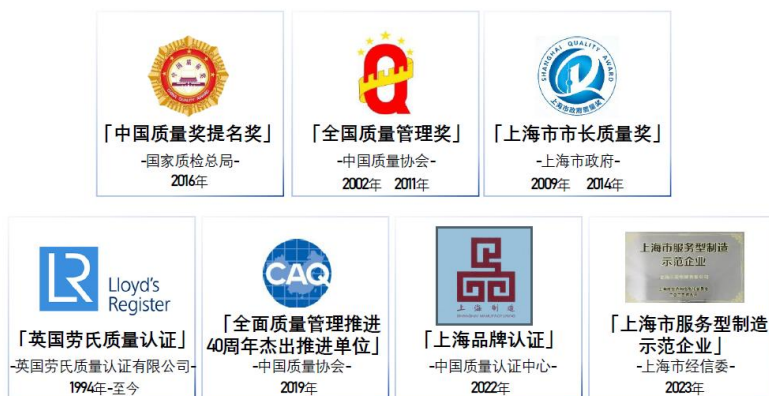 中国质量奖
CHINA QUALITY AWARD
「中国质量奖提名奖」
-国家质检总局-
2016年
「全国质量管理奖」
-中国质量协会-
2002年 2011年
SHANGHAI QUALITY AWARD
上海市政府质量奖
「上海市市长质量奖」
-上海市政府-
2009年 2014年
LR
Lloyd's
Register
「英国劳氏质量认证」
-英国劳氏质量认证有限公司-
1994年-至今
CAQ
「全面质量管理推进
40周年杰出推进单位」
-中国质量协会-
2019年
上海制造
「上海品牌认证」
-中国质量认证中心-
2022年
上海市服务型制造
示范企业
「上海市服务型制造
示范企业」
-上海市经信委-
2023年